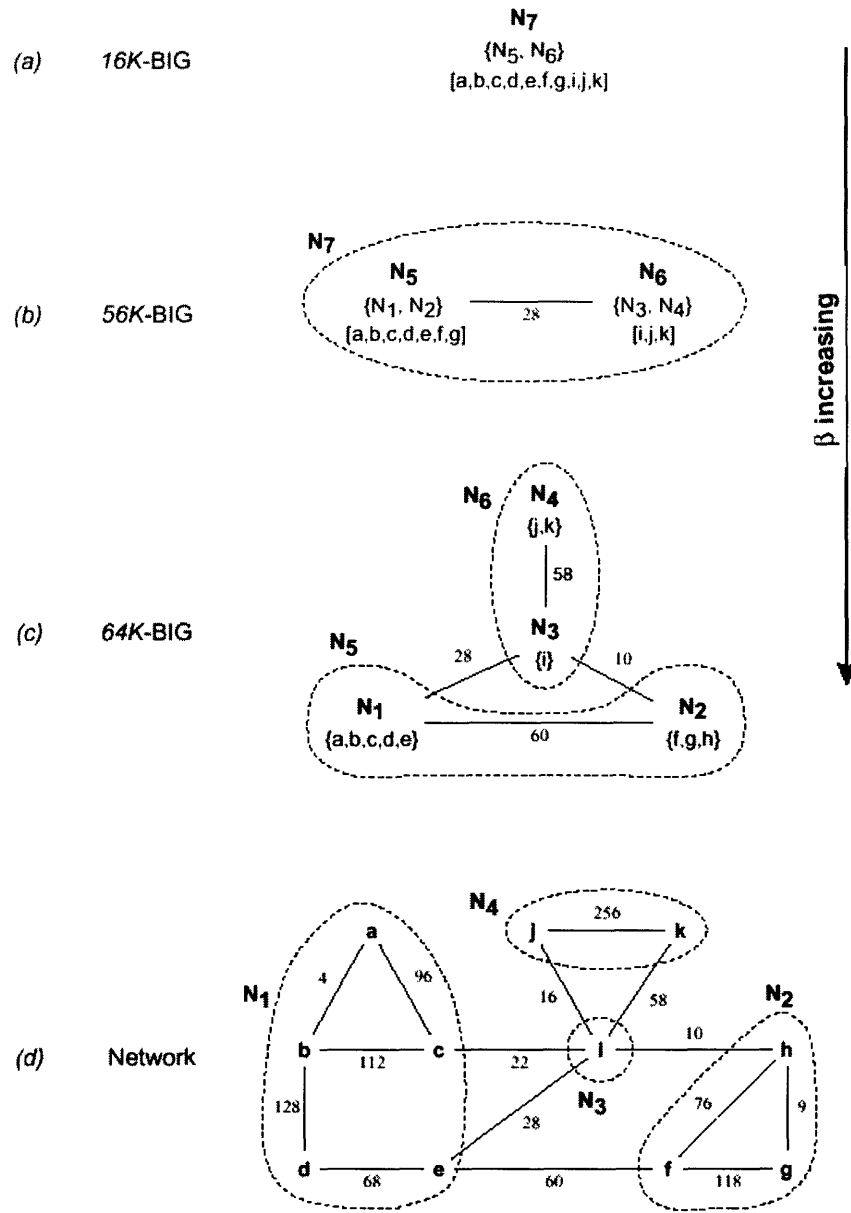 N7
(a) 16K-BIG {N5, N6}
[a,b,c,d,e,f,g,i,j,k]
N7
N5 N6
(b) 56K-BIG {N1, N2} 28 {N3, N4}
[a,b,c,d,e,f,g] [i,j,k]
β increasing
N6 N4
{j,k}
58
(c) 64K-BIG N3
N5 28 {i} 10
N1 N2
{a,b,c,d,e} 60 {f,g,h}
N4 256
a j k
N1 4 96 16 58 N2
(d) Network b 112 c 22 i 10 h
N3
128 28 76 9
d 68 e 60 f 118 g